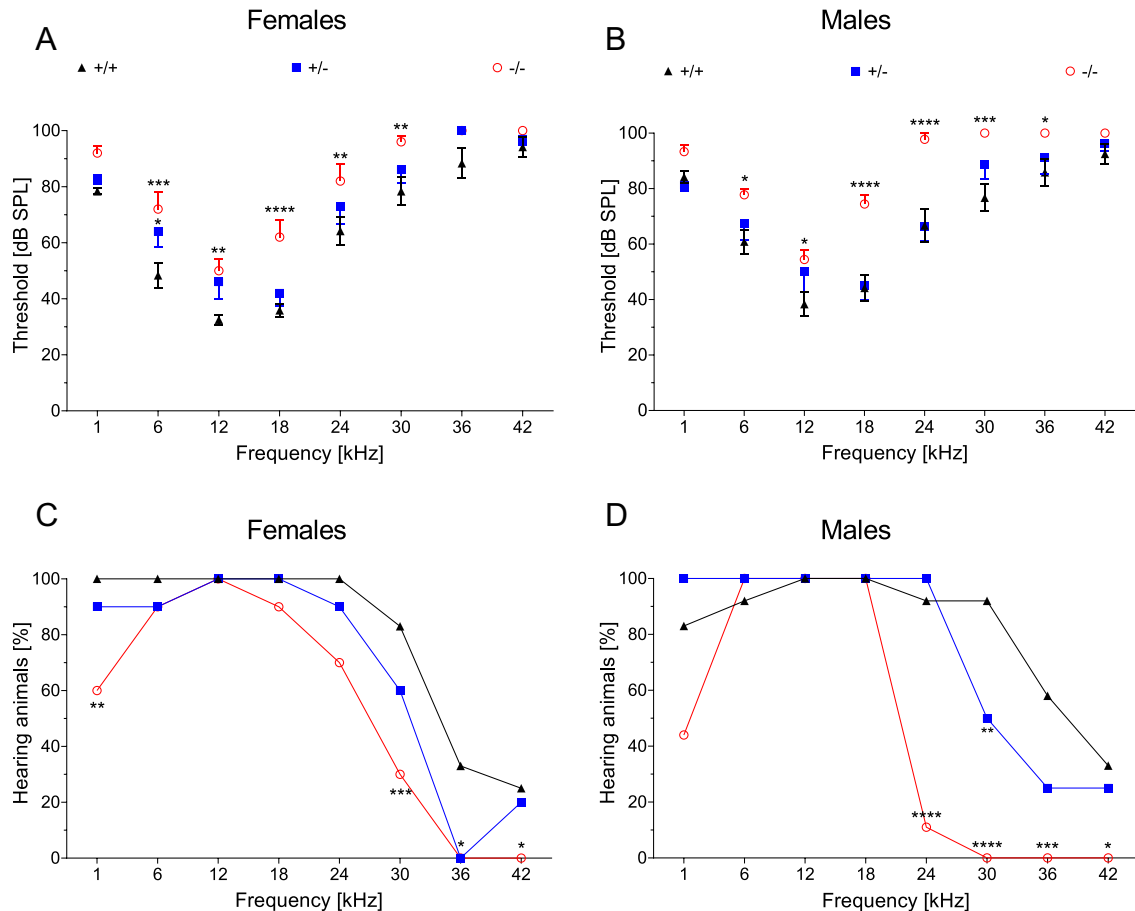 Females
Males
A
B
+/+
+/-
-/-
+/+
+/-
-/-
100
80
60
40
20
0
Threshold [dB SPL]
***
*
**
****
**
**
1 6 12 18 24 30 36 42
Frequency [kHz]
100
80
60
40
20
0
Threshold [dB SPL]
*
*
****
****
***
*
1 6 12 18 24 30 36 42
Frequency [kHz]
C
D
Females
Males
100
80
60
40
20
0
Hearing animals [%]
**
***
*
*
1 6 12 18 24 30 36 42
Frequency [kHz]
100
80
60
40
20
0
Hearing animals [%]
**
****
****
***
*
1 6 12 18 24 30 36 42
Frequency [kHz]